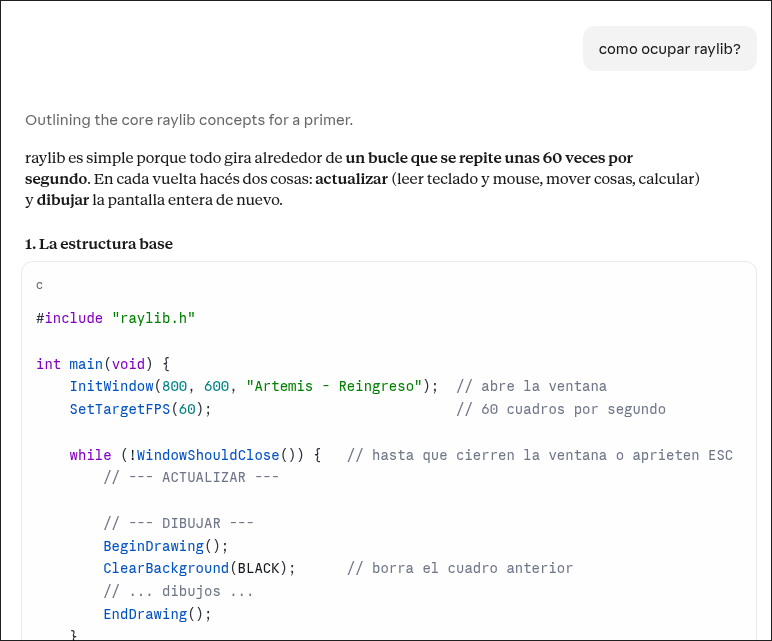 como ocupar raylib?
Outlining the core raylib concepts for a primer.
raylib es simple porque todo gira alrededor de un bucle que se repite unas 60 veces por
segundo. En cada vuelta hacés dos cosas: actualizar (leer teclado y mouse, mover cosas, calcular)
y dibujar la pantalla entera de nuevo.
1. La estructura base
c
#include "raylib.h"
int main(void) {
    InitWindow(800, 600, "Artemis - Reingreso");  // abre la ventana
    SetTargetFPS(60);                             // 60 cuadros por segundo
    while (!WindowShouldClose()) {   // hasta que cierren la ventana o aprieten ESC
        // --- ACTUALIZAR ---
        // --- DIBUJAR ---
        BeginDrawing();
        ClearBackground(BLACK);      // borra el cuadro anterior
        // ... dibujos ...
        EndDrawing();
    }